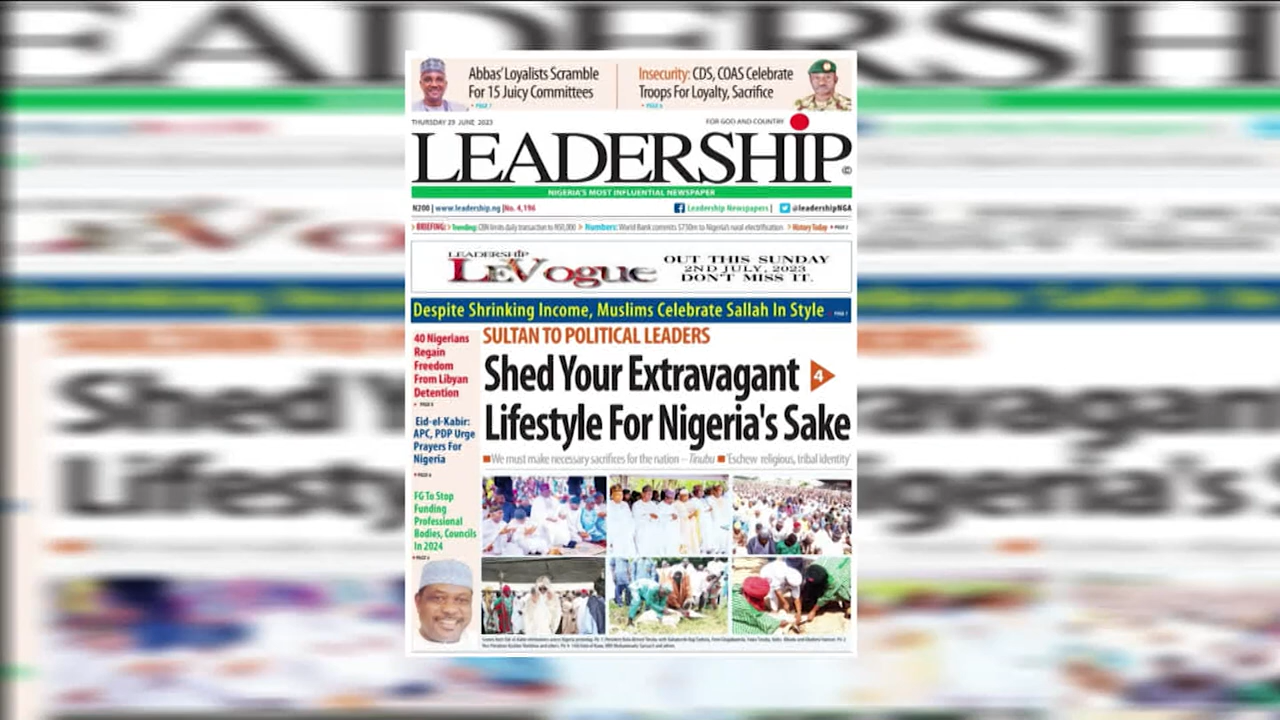 Abbas' Loyalists Scramble
For 15 Juicy Committees
PAGE 7
Insecurity: CDS, COAS Celebrate
Troops For Loyalty, Sacrifice
PAGE 6
THURSDAY 29 JUNE 2023
FOR GOD AND COUNTRY
LEADERSHIP
©
NIGERIA'S MOST INFLUENTIAL NEWSPAPER
N200 | www.leadership.ng | No. 4,196
Leadership Newspapers | @leadershipNGA
BRIEFING: Trending: CBN limits daily transaction to N50,000 Numbers: World Bank commits $750m to Nigeria's rural electrification History Today PAGE 2
LEADERSHIP
LEVogue
OUT THIS SUNDAY
2ND JULY, 2023
DON'T MISS IT.
Despite Shrinking Income, Muslims Celebrate Sallah In Style
40 Nigerians
Regain
Freedom
From Libyan
Detention
Eid-el-Kabir:
APC, PDP Urge
Prayers For
Nigeria
FG To Stop
Funding
Professional
Bodies, Councils
In 2024
SULTAN TO POLITICAL LEADERS
Shed Your Extravagant 4
Lifestyle For Nigeria's Sake
We must make necessary sacrifices for the nation – Tinubu 'Eschew religious, tribal identity'